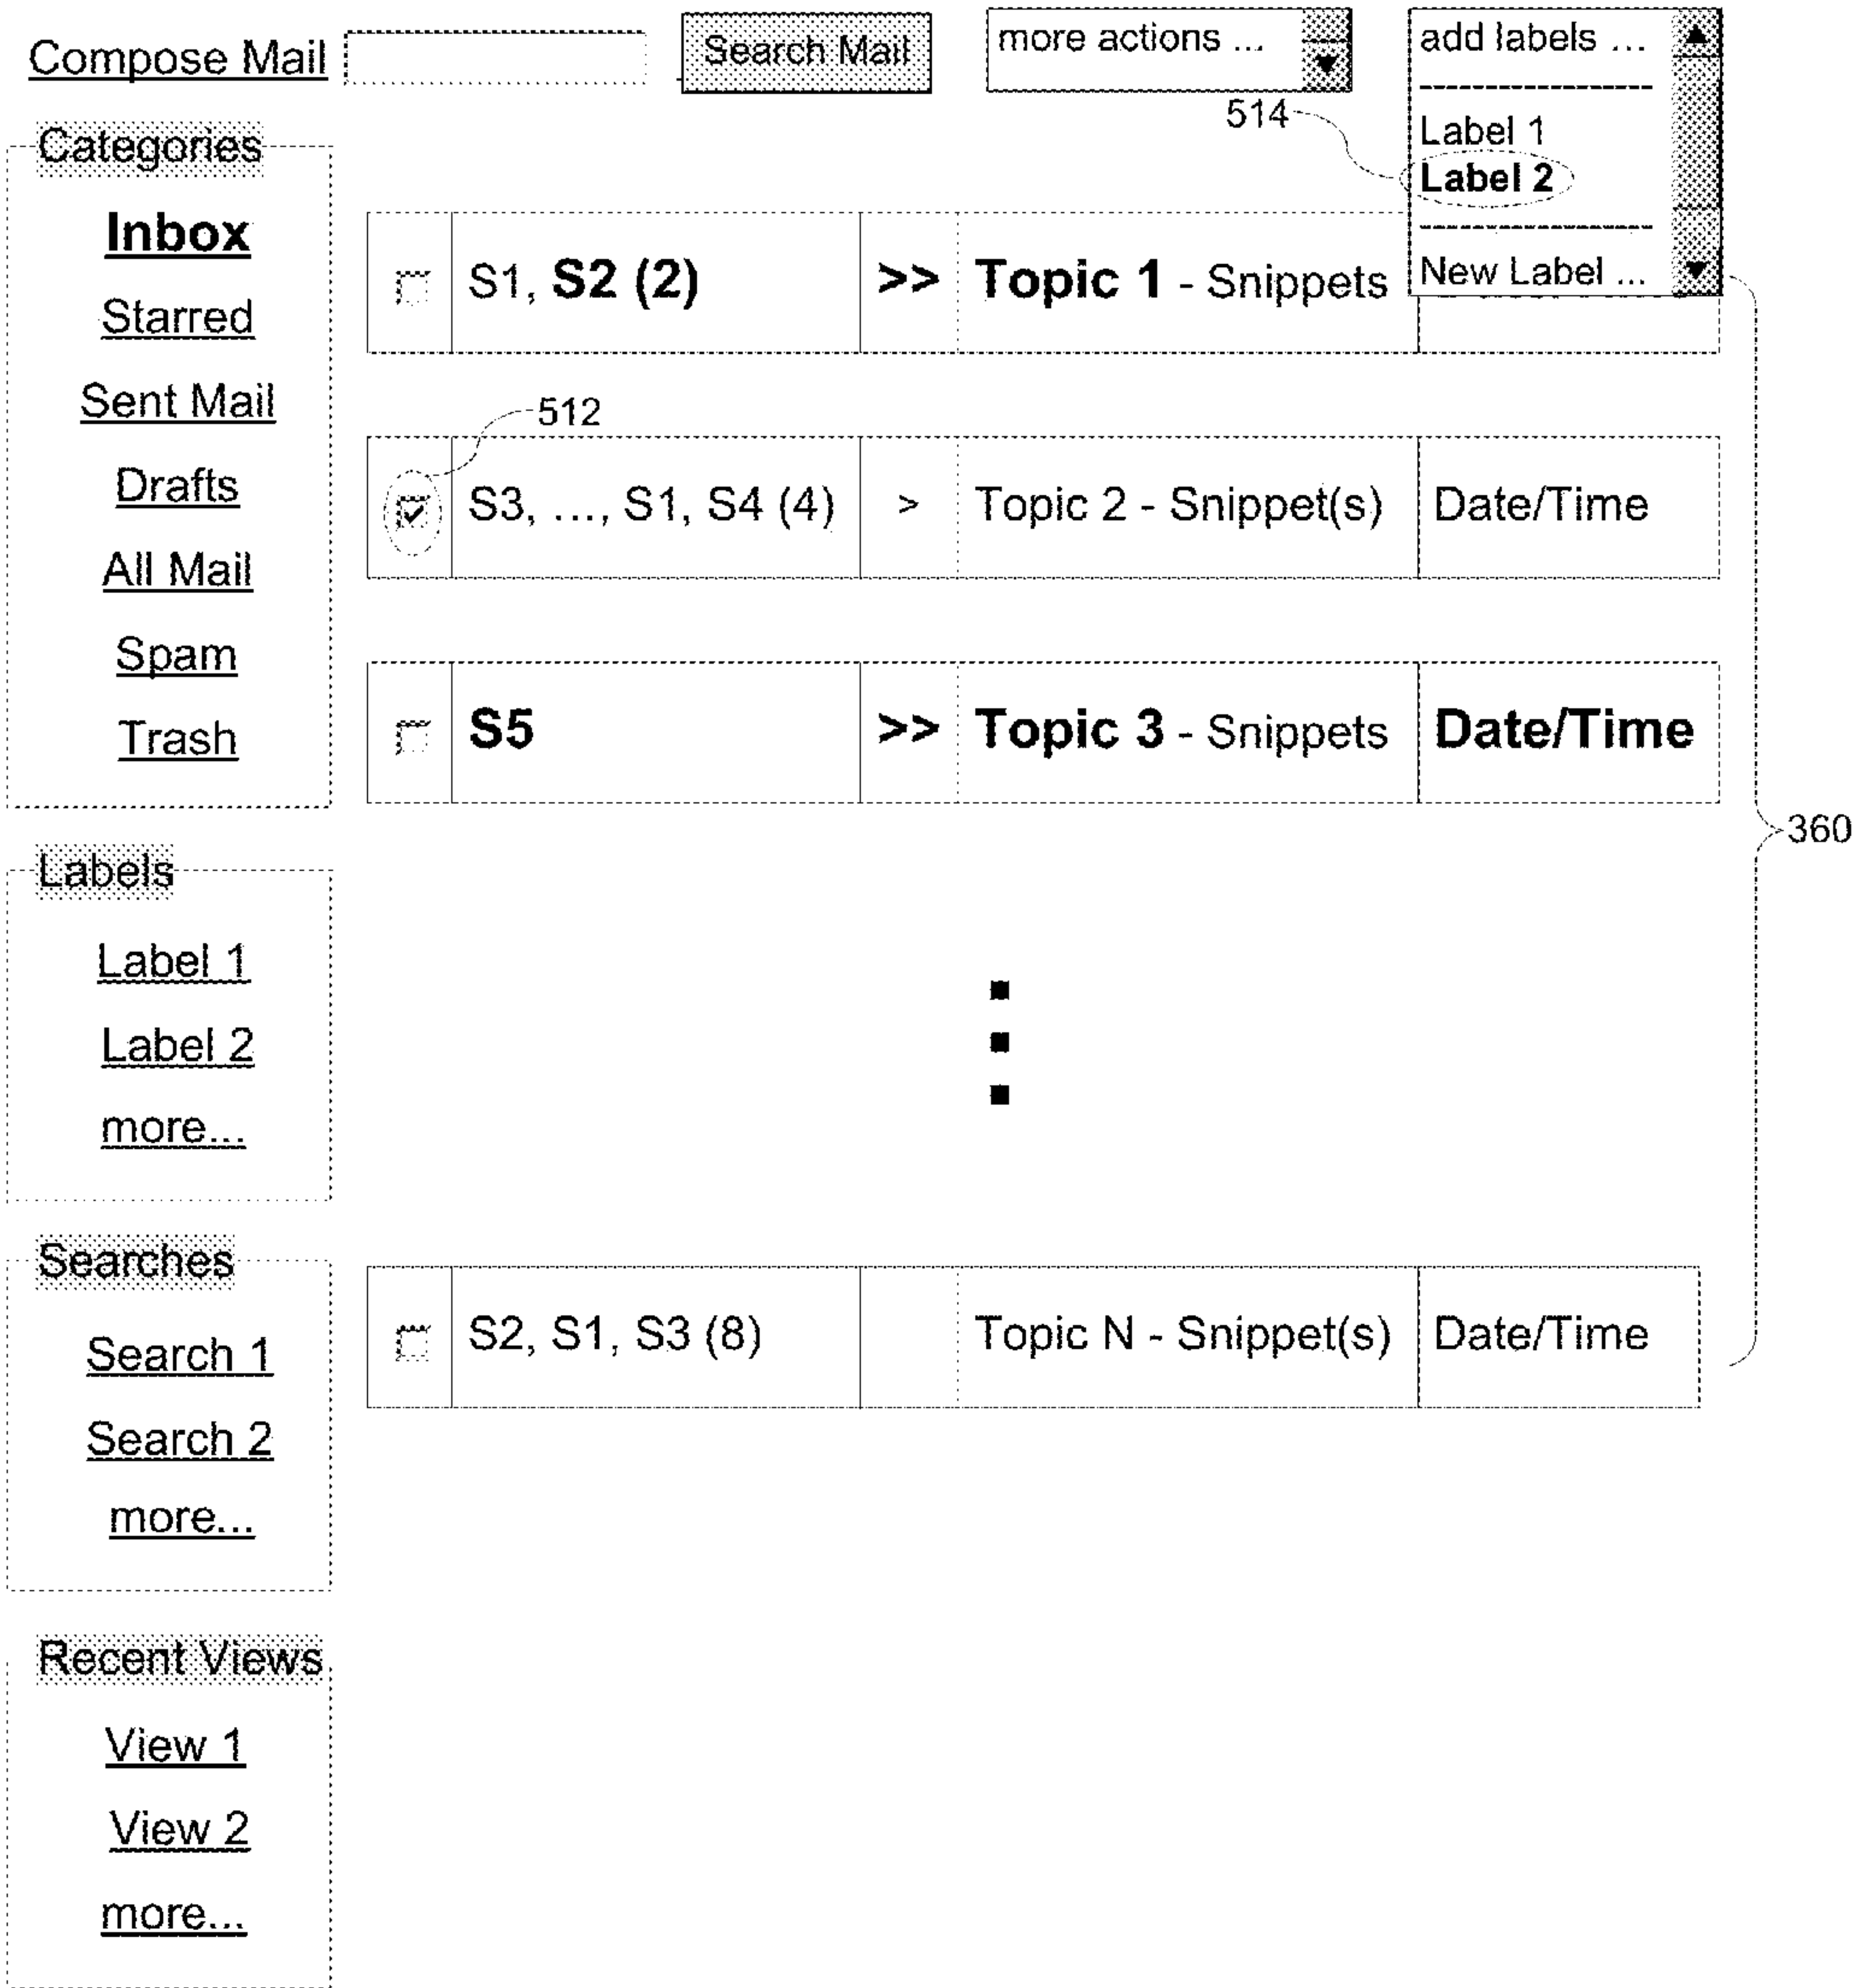 Compose Mail Search Mail more actions ... add labels ...
514
Label 1
Label 2
New Label ...
Categories
Inbox
Starred
Sent Mail
Drafts
All Mail
Spam
Trash
S1, S2 (2) >> Topic 1 - Snippets
512
S3, ..., S1, S4 (4) > Topic 2 - Snippet(s) Date/Time
S5 >> Topic 3 - Snippets Date/Time
360
Labels
Label 1
Label 2
more...
Searches
Search 1
Search 2
more...
S2, S1, S3 (8) Topic N - Snippet(s) Date/Time
Recent Views
View 1
View 2
more...